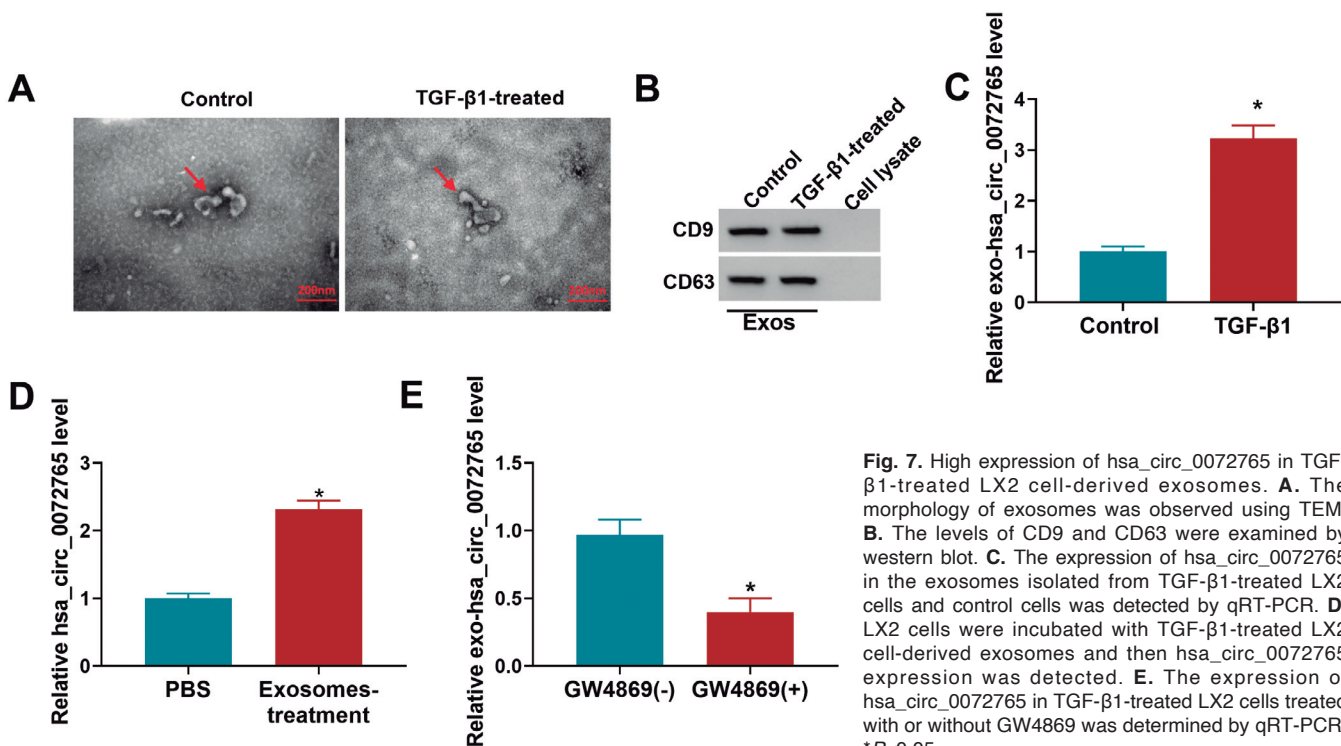 A
Control
TGF-β1-treated
200nm
200nm
B
Control
TGF-β1-treated
Cell lysate
CD9
CD63
Exos
C
Relative exo-hsa_circ_0072765 level
4
3
2
1
0
*
Control
TGF-β1
D
Relative hsa_circ_0072765 level
3
2
1
0
*
PBS
Exosomes-
treatment
E
Relative exo-hsa_circ_0072765 level
1.5
1.0
0.5
0.0
*
GW4869(-)
GW4869(+)
Fig. 7. High expression of hsa_circ_0072765 in TGF
β1-treated LX2 cell-derived exosomes. A. The
morphology of exosomes was observed using TEM
B. The levels of CD9 and CD63 were examined by
western blot. C. The expression of hsa_circ_0072765
in the exosomes isolated from TGF-β1-treated LX2
cells and control cells was detected by qRT-PCR. D
LX2 cells were incubated with TGF-β1-treated LX2
cell-derived exosomes and then hsa_circ_0072765
expression was detected. E. The expression o
hsa_circ_0072765 in TGF-β1-treated LX2 cells treated
with or without GW4869 was determined by qRT-PCR